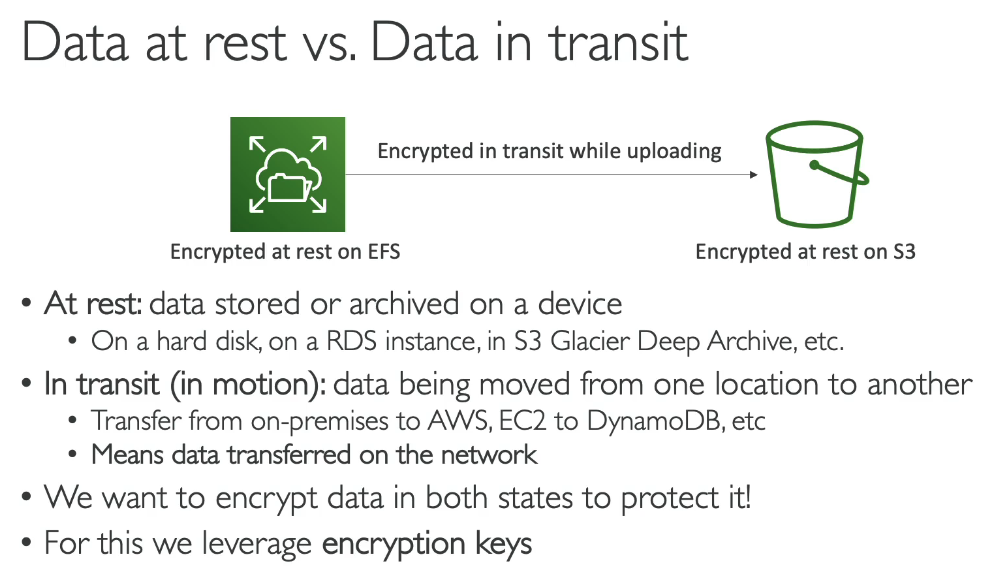 Data at rest vs. Data in transit
Encrypted in transit while uploading
Encrypted at rest on EFS
Encrypted at rest on S3
• At rest: data stored or archived on a device
• On a hard disk, on a RDS instance, in S3 Glacier Deep Archive, etc.
• In transit (in motion): data being moved from one location to another
• Transfer from on-premises to AWS, EC2 to DynamoDB, etc
• Means data transferred on the network
• We want to encrypt data in both states to protect it!
• For this we leverage encryption keys